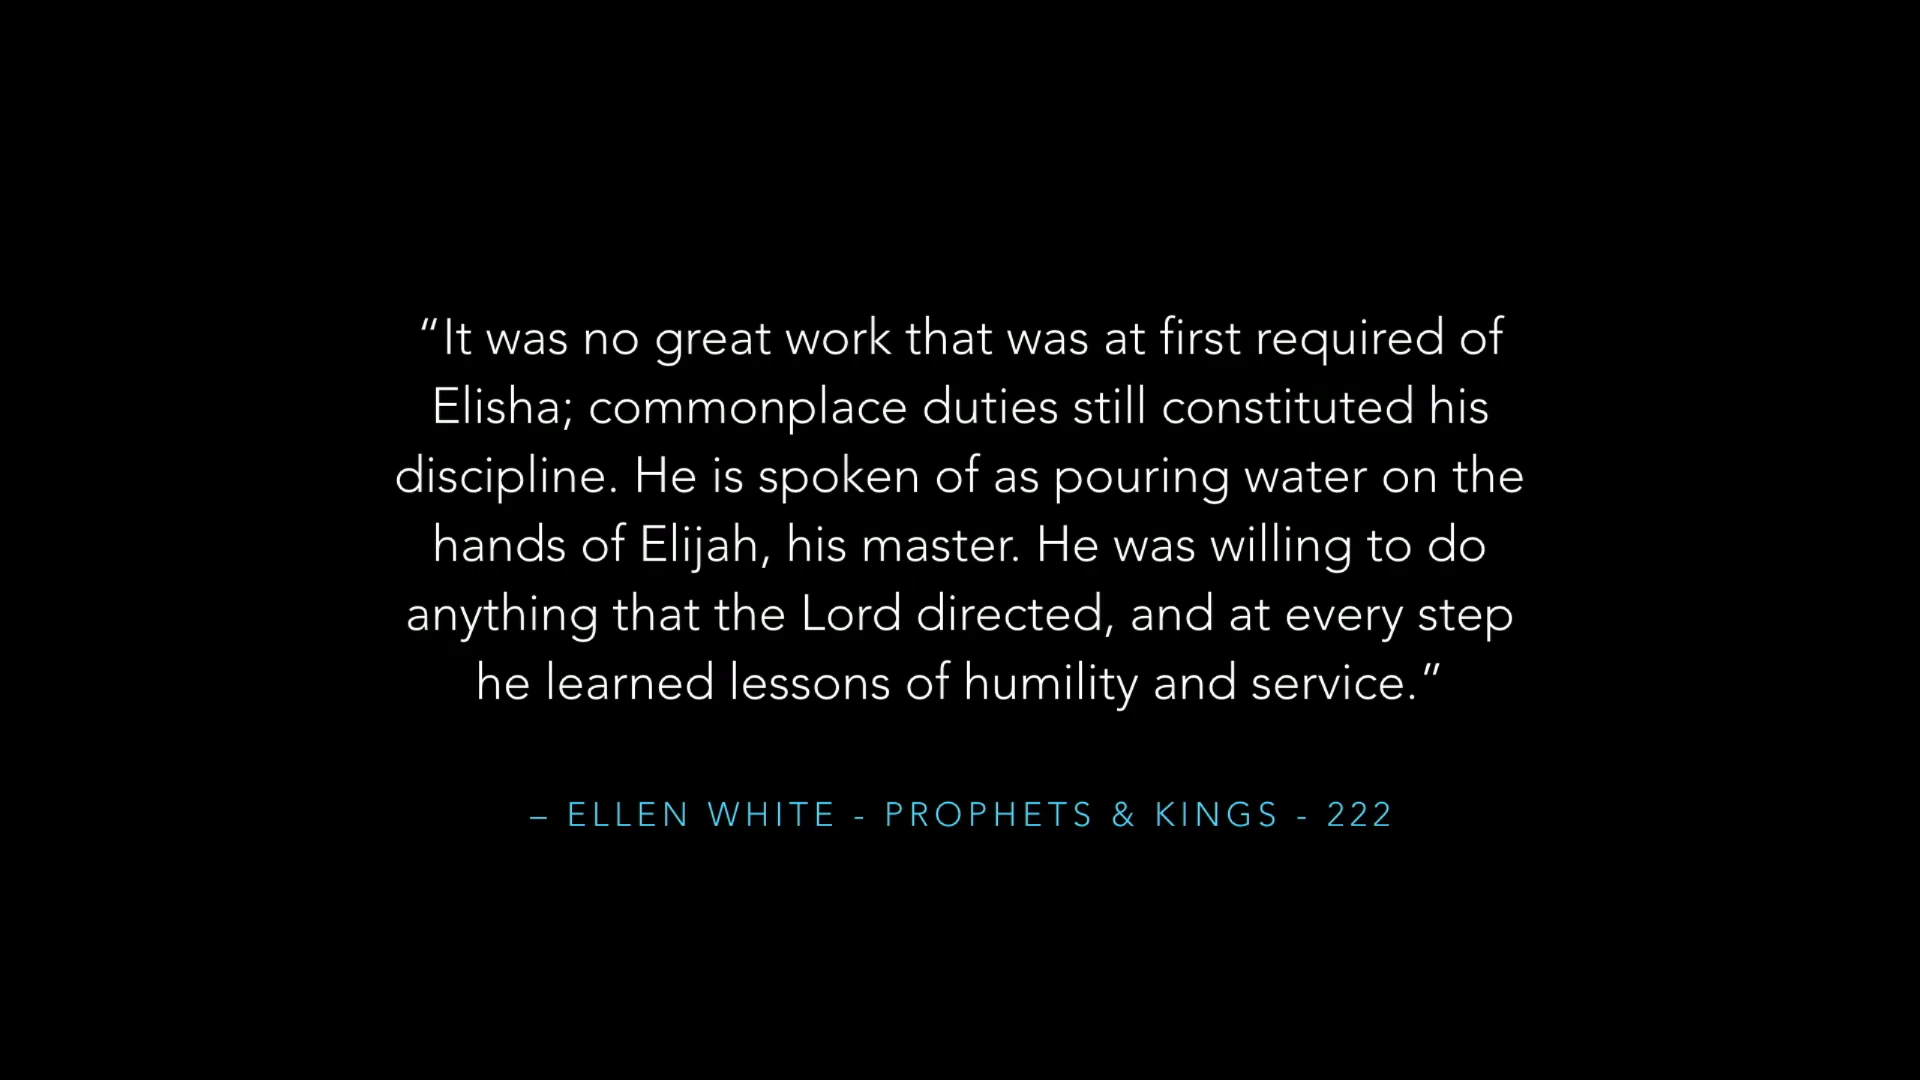 “It was no great work that was at first required of
Elisha; commonplace duties still constituted his
discipline. He is spoken of as pouring water on the
hands of Elijah, his master. He was willing to do
anything that the Lord directed, and at every step
he learned lessons of humility and service.”
– ELLEN WHITE - PROPHETS & KINGS - 222